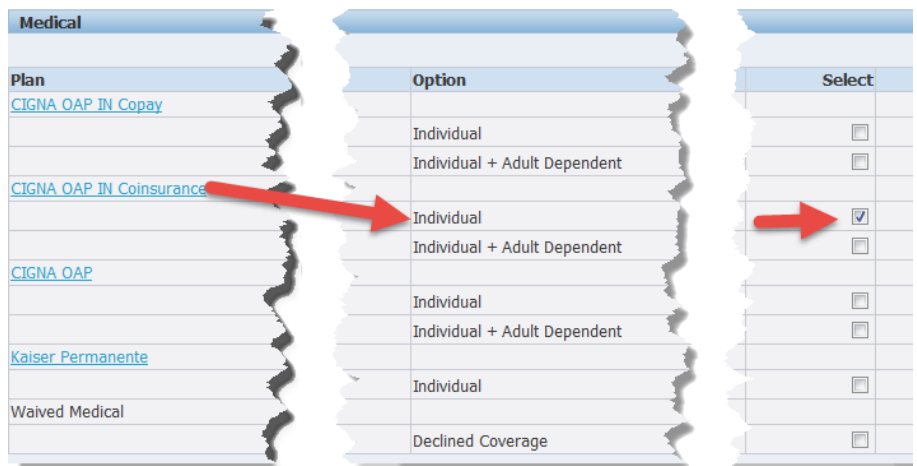 Medical
Plan Option Select
CIGNA OAP IN Copay
Individual
Individual + Adult Dependent
CIGNA OAP IN Coinsurance
Individual
Individual + Adult Dependent
CIGNA OAP
Individual
Individual + Adult Dependent
Kaiser Permanente
Individual
Waived Medical
Declined Coverage